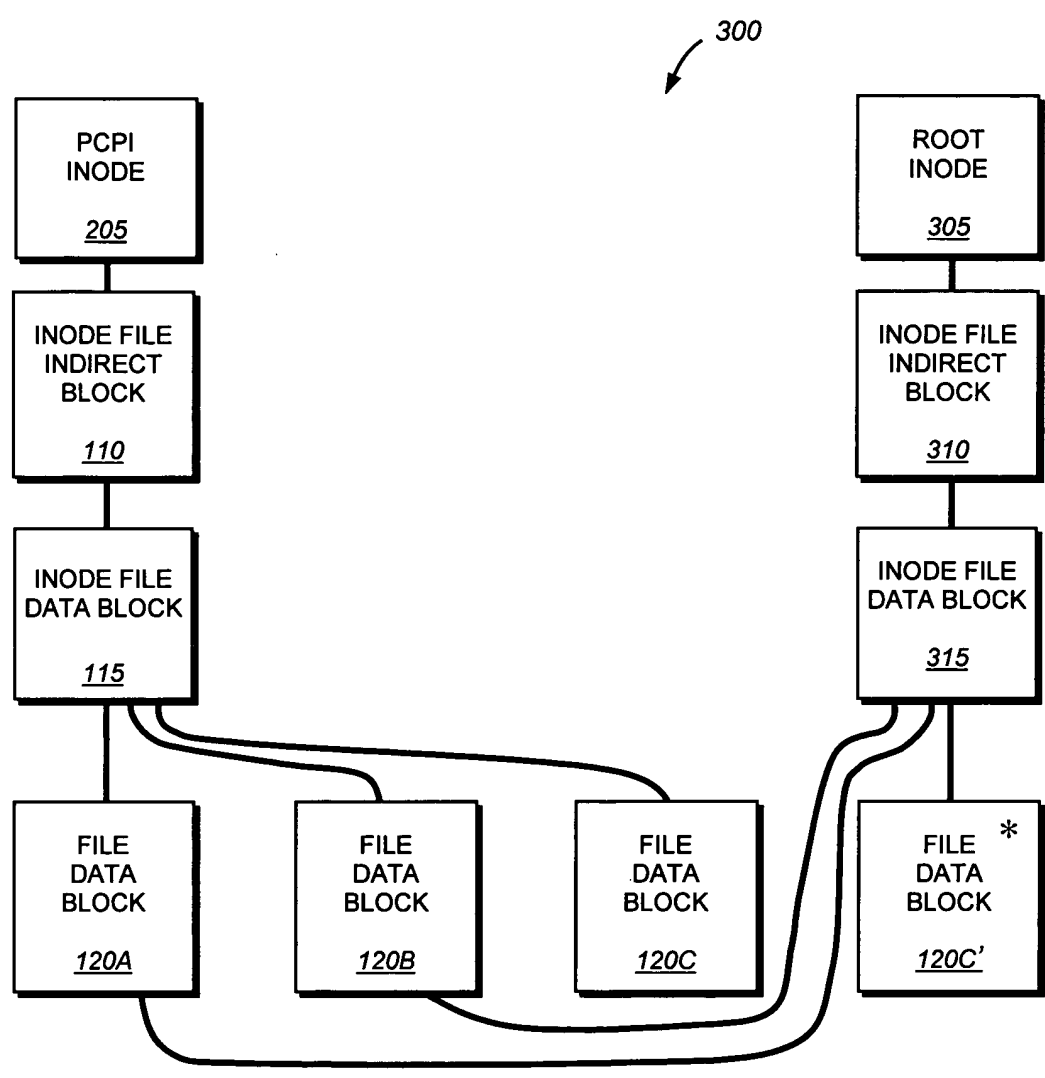 300
PCPI
INODE
205
ROOT
INODE
305
INODE FILE
INDIRECT
BLOCK
110
INODE FILE
INDIRECT
BLOCK
310
INODE FILE
DATA BLOCK
115
INODE FILE
DATA BLOCK
315
FILE
DATA
BLOCK
120A
FILE
DATA
BLOCK
120B
FILE
DATA
BLOCK
120C
FILE *
DATA
BLOCK
120C'